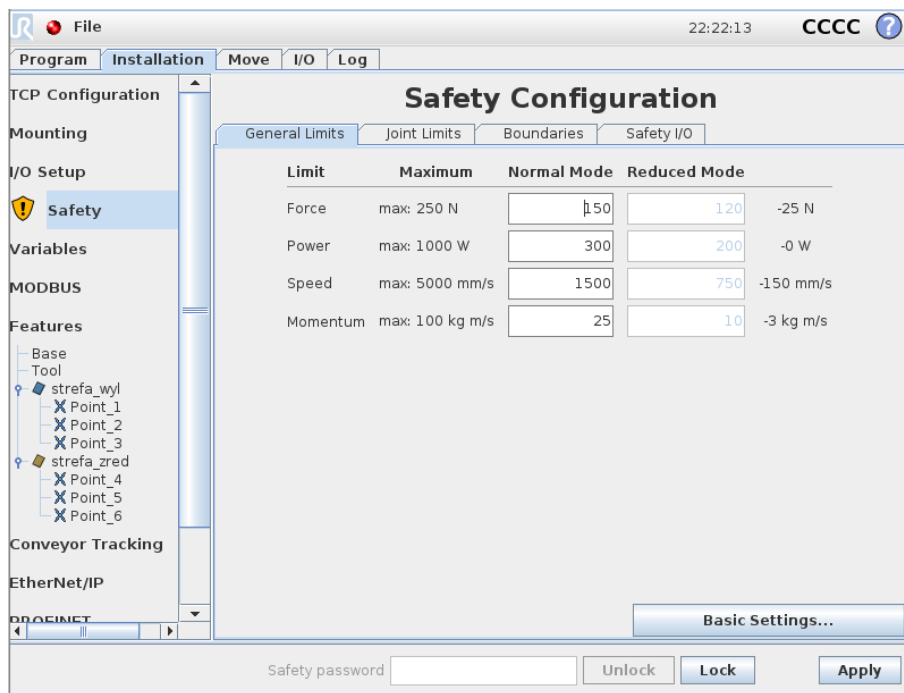 File 22:22:13 CCCC ?
Program Installation Move I/O Log
TCP Configuration
Mounting
I/O Setup
Safety
Variables
MODBUS
Features
Base
Tool
strefa_wyl
Point_1
Point_2
Point_3
strefa_zred
Point_4
Point_5
Point_6
Conveyor Tracking
EtherNet/IP
PROFINET
Safety Configuration
General Limits Joint Limits Boundaries Safety I/O
Limit Maximum Normal Mode Reduced Mode
Force max: 250 N 150 120 -25 N
Power max: 1000 W 300 200 -0 W
Speed max: 5000 mm/s 1500 750 -150 mm/s
Momentum max: 100 kg m/s 25 10 -3 kg m/s
Basic Settings...
Safety password Unlock Lock Apply